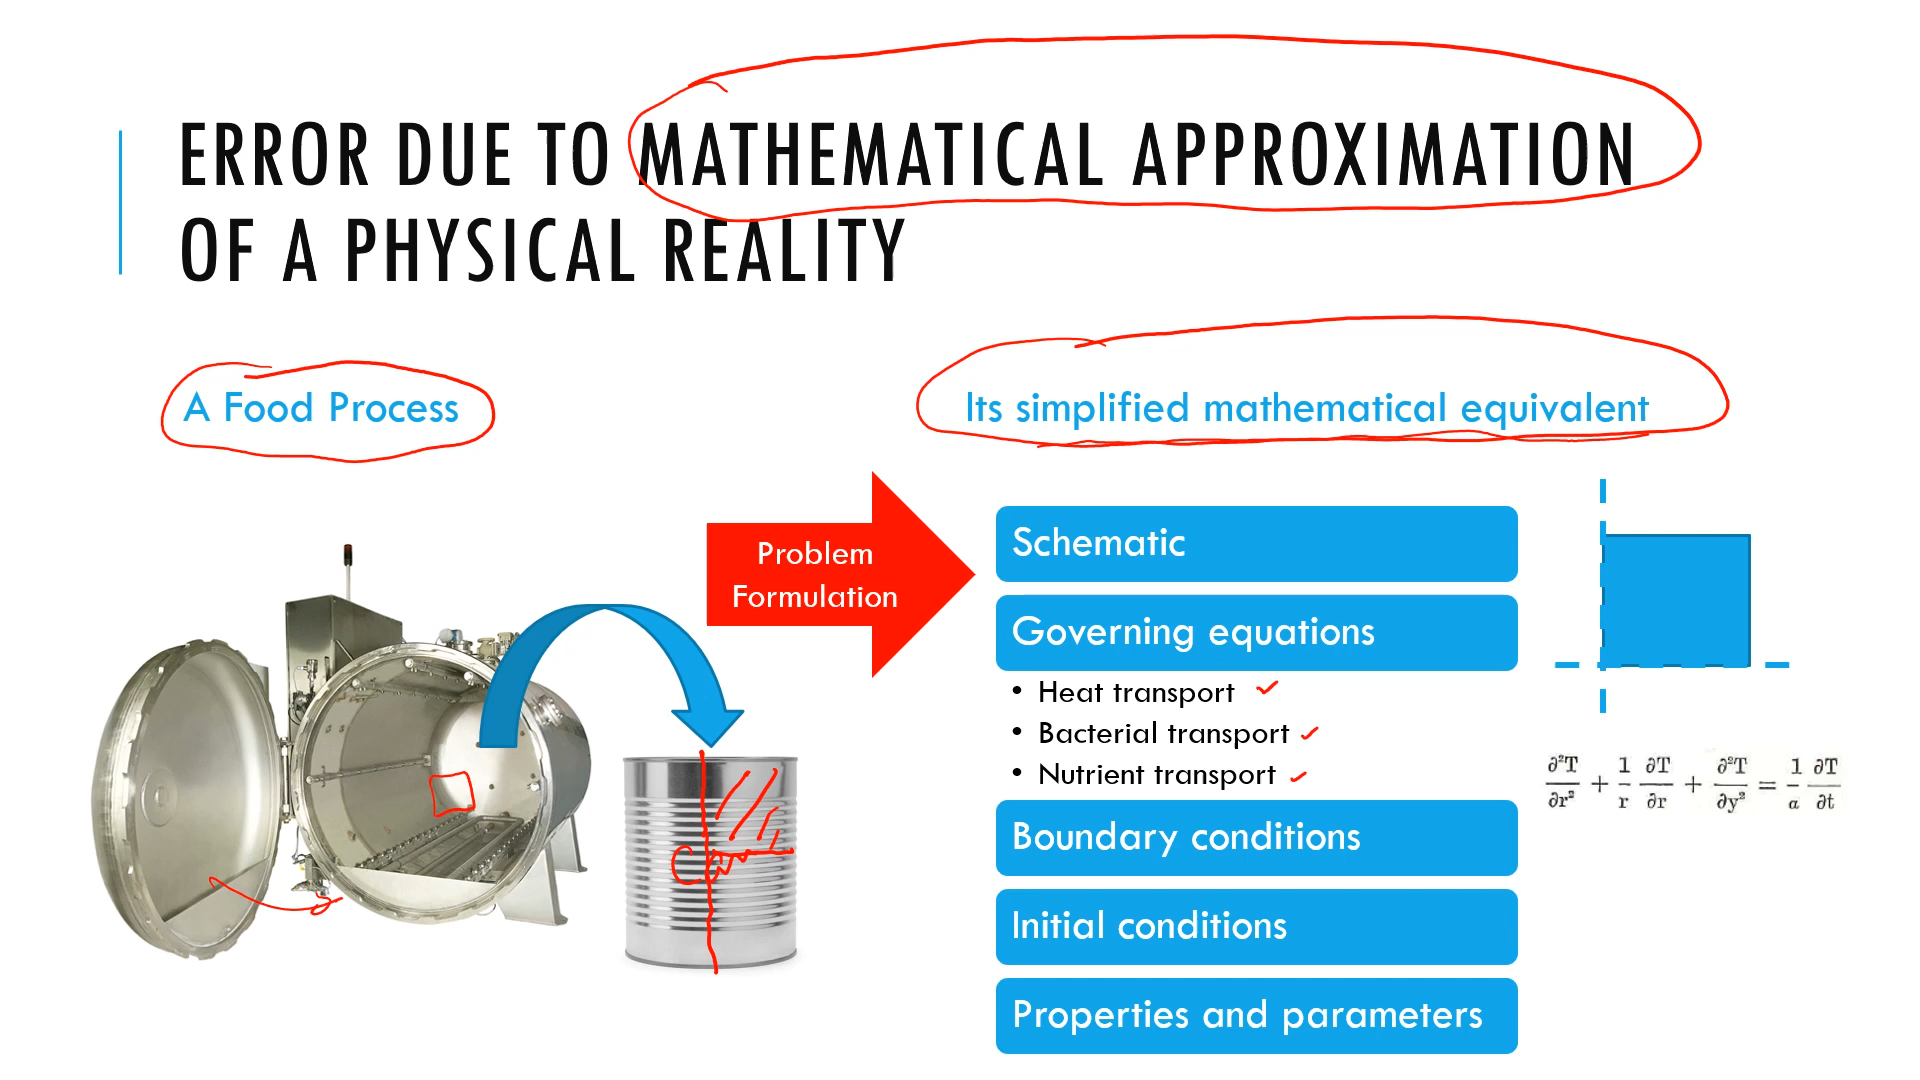 ERROR DUE TO MATHEMATICAL APPROXIMATION
OF A PHYSICAL REALITY
A Food Process
Its simplified mathematical equivalent
Problem
Formulation
Schematic
Governing equations
• Heat transport
• Bacterial transport
• Nutrient transport
∂²T/∂r² + 1/r ∂T/∂r + ∂²T/∂y² = 1/a ∂T/∂t
Boundary conditions
Initial conditions
Properties and parameters